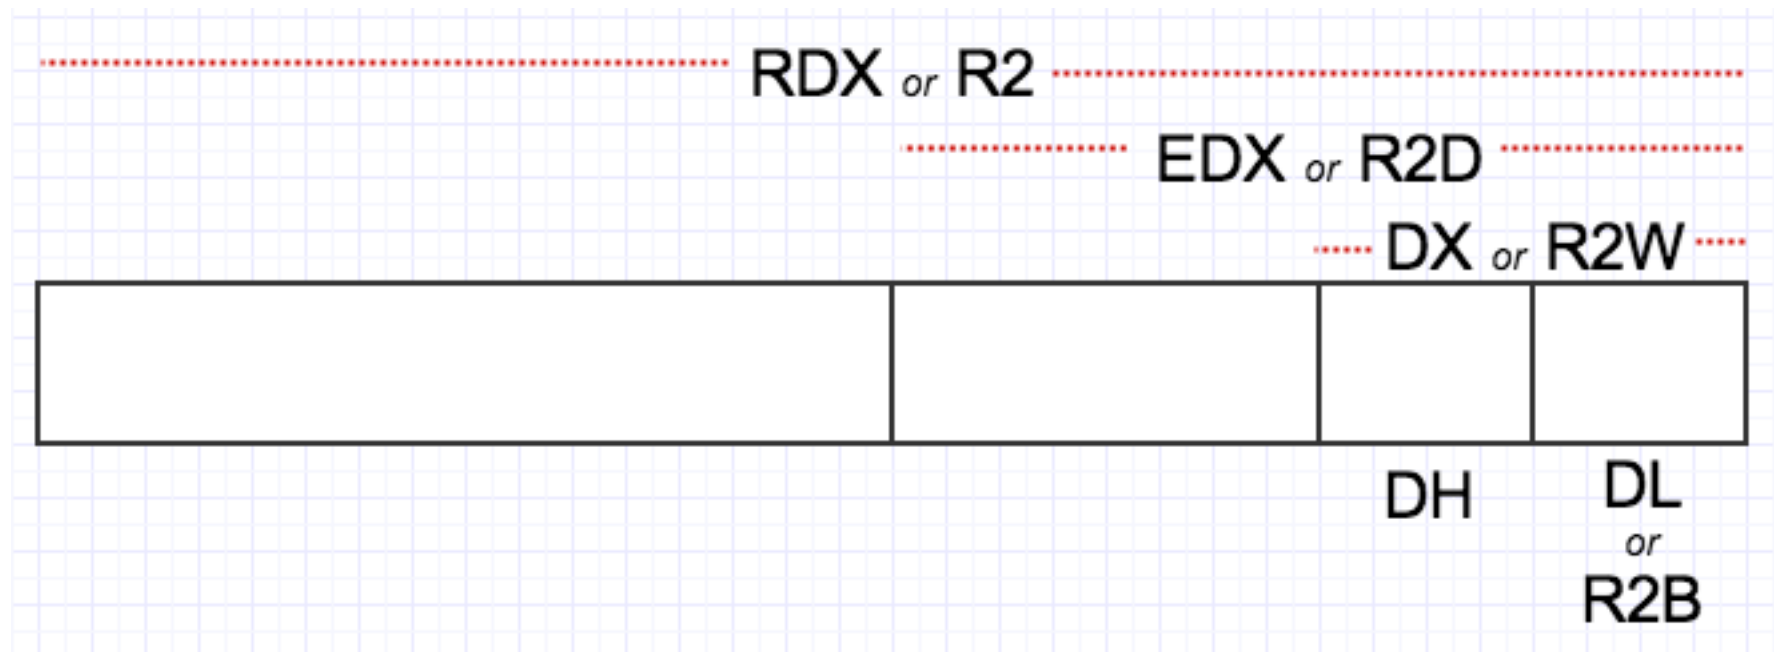 RDX or R2
EDX or R2D
DX or R2W
DH
DL
or
R2B